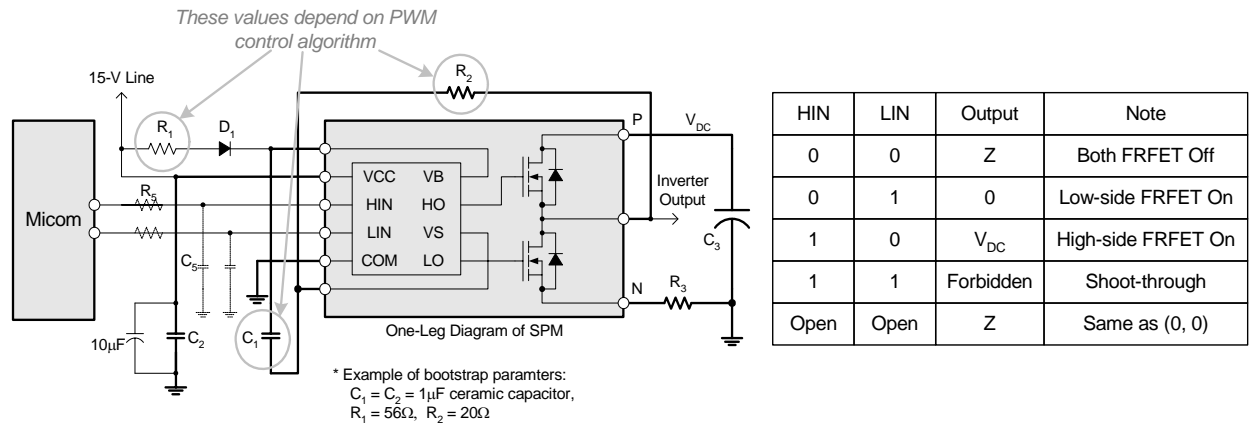 These values depend on PWM
control algorithm
R2
15-V Line
R1
D1
P
VDC
VCC VB
R5
HIN HO
Inverter
Output
Micom
LIN VS
C3
C5
COM LO
N
R3
10μF
C2
C1
One-Leg Diagram of SPM
* Example of bootstrap paramters:
C1 = C2 = 1μF ceramic capacitor,
R1 = 56Ω, R2 = 20Ω
HIN LIN Output Note
0 0 Z Both FRFET Off
0 1 0 Low-side FRFET On
1 0 VDC High-side FRFET On
1 1 Forbidden Shoot-through
Open Open Z Same as (0, 0)